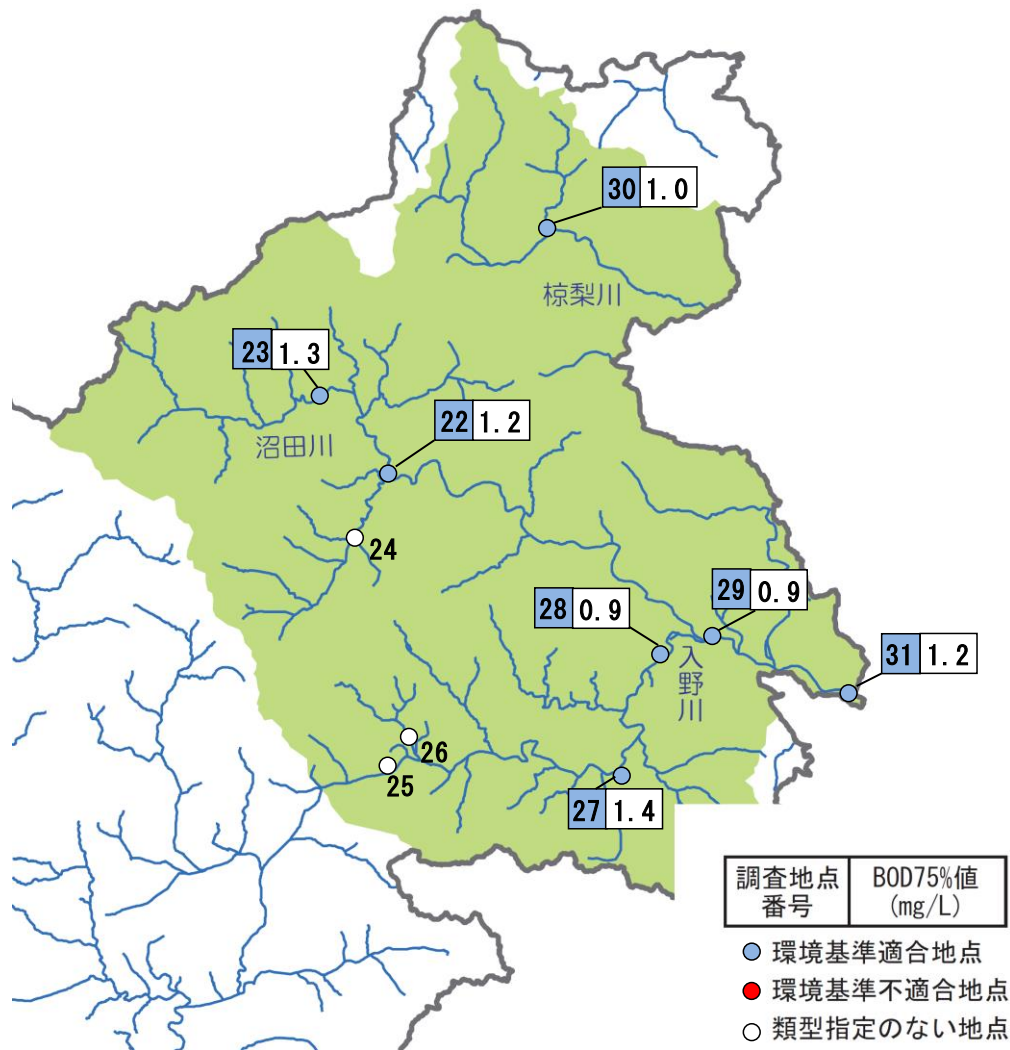 30 1.0
椋梨川
23 1.3
22 1.2
沼田川
24
29 0.9
28 0.9
入野川
31 1.2
26
25
27 1.4
調査地点番号 BOD75%値(mg/L)
環境基準適合地点
環境基準不適合地点
類型指定のない地点